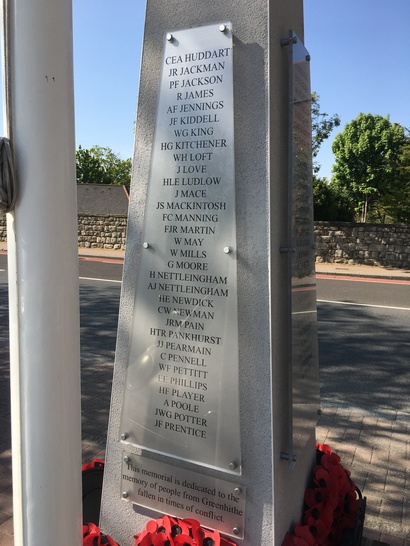 CEA HUDDART
JR JACKMAN
PF JACKSON
R JAMES
AF JENNINGS
JF KIDDELL
WG KING
HG KITCHENER
WH LOFT
J LOVE
HLE LUDLOW
J MACE
JS MACKINTOSH
FC MANNING
FJR MARTIN
W MAY
W MILLS
G MOORE
H NETTLEINGHAM
AJ NETTLEINGHAM
HE NEWDICK
CW NEWMAN
JRM PAIN
HTR PANKHURST
JJ PEARMAIN
C PENNELL
WF PETTITT
PHILLIPS
HF PLAYER
A POOLE
JWG POTTER
JF PRENTICE
This memorial is dedicated to the
memory of people from Greenhithe
fallen in times of conflict.